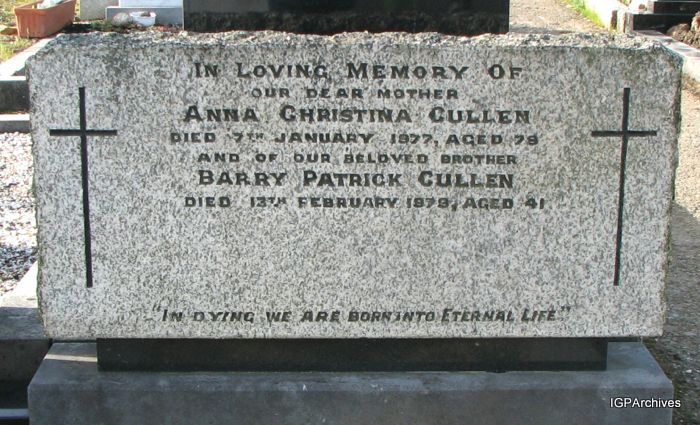 In Loving Memory Of
our dear mother
Anna Christina Cullen
died 7th January 1977, aged 79
and of our beloved brother
Barry Patrick Cullen
died 13th February 1979, aged 41
"In dying we are born into Eternal Life"
IGPArchives